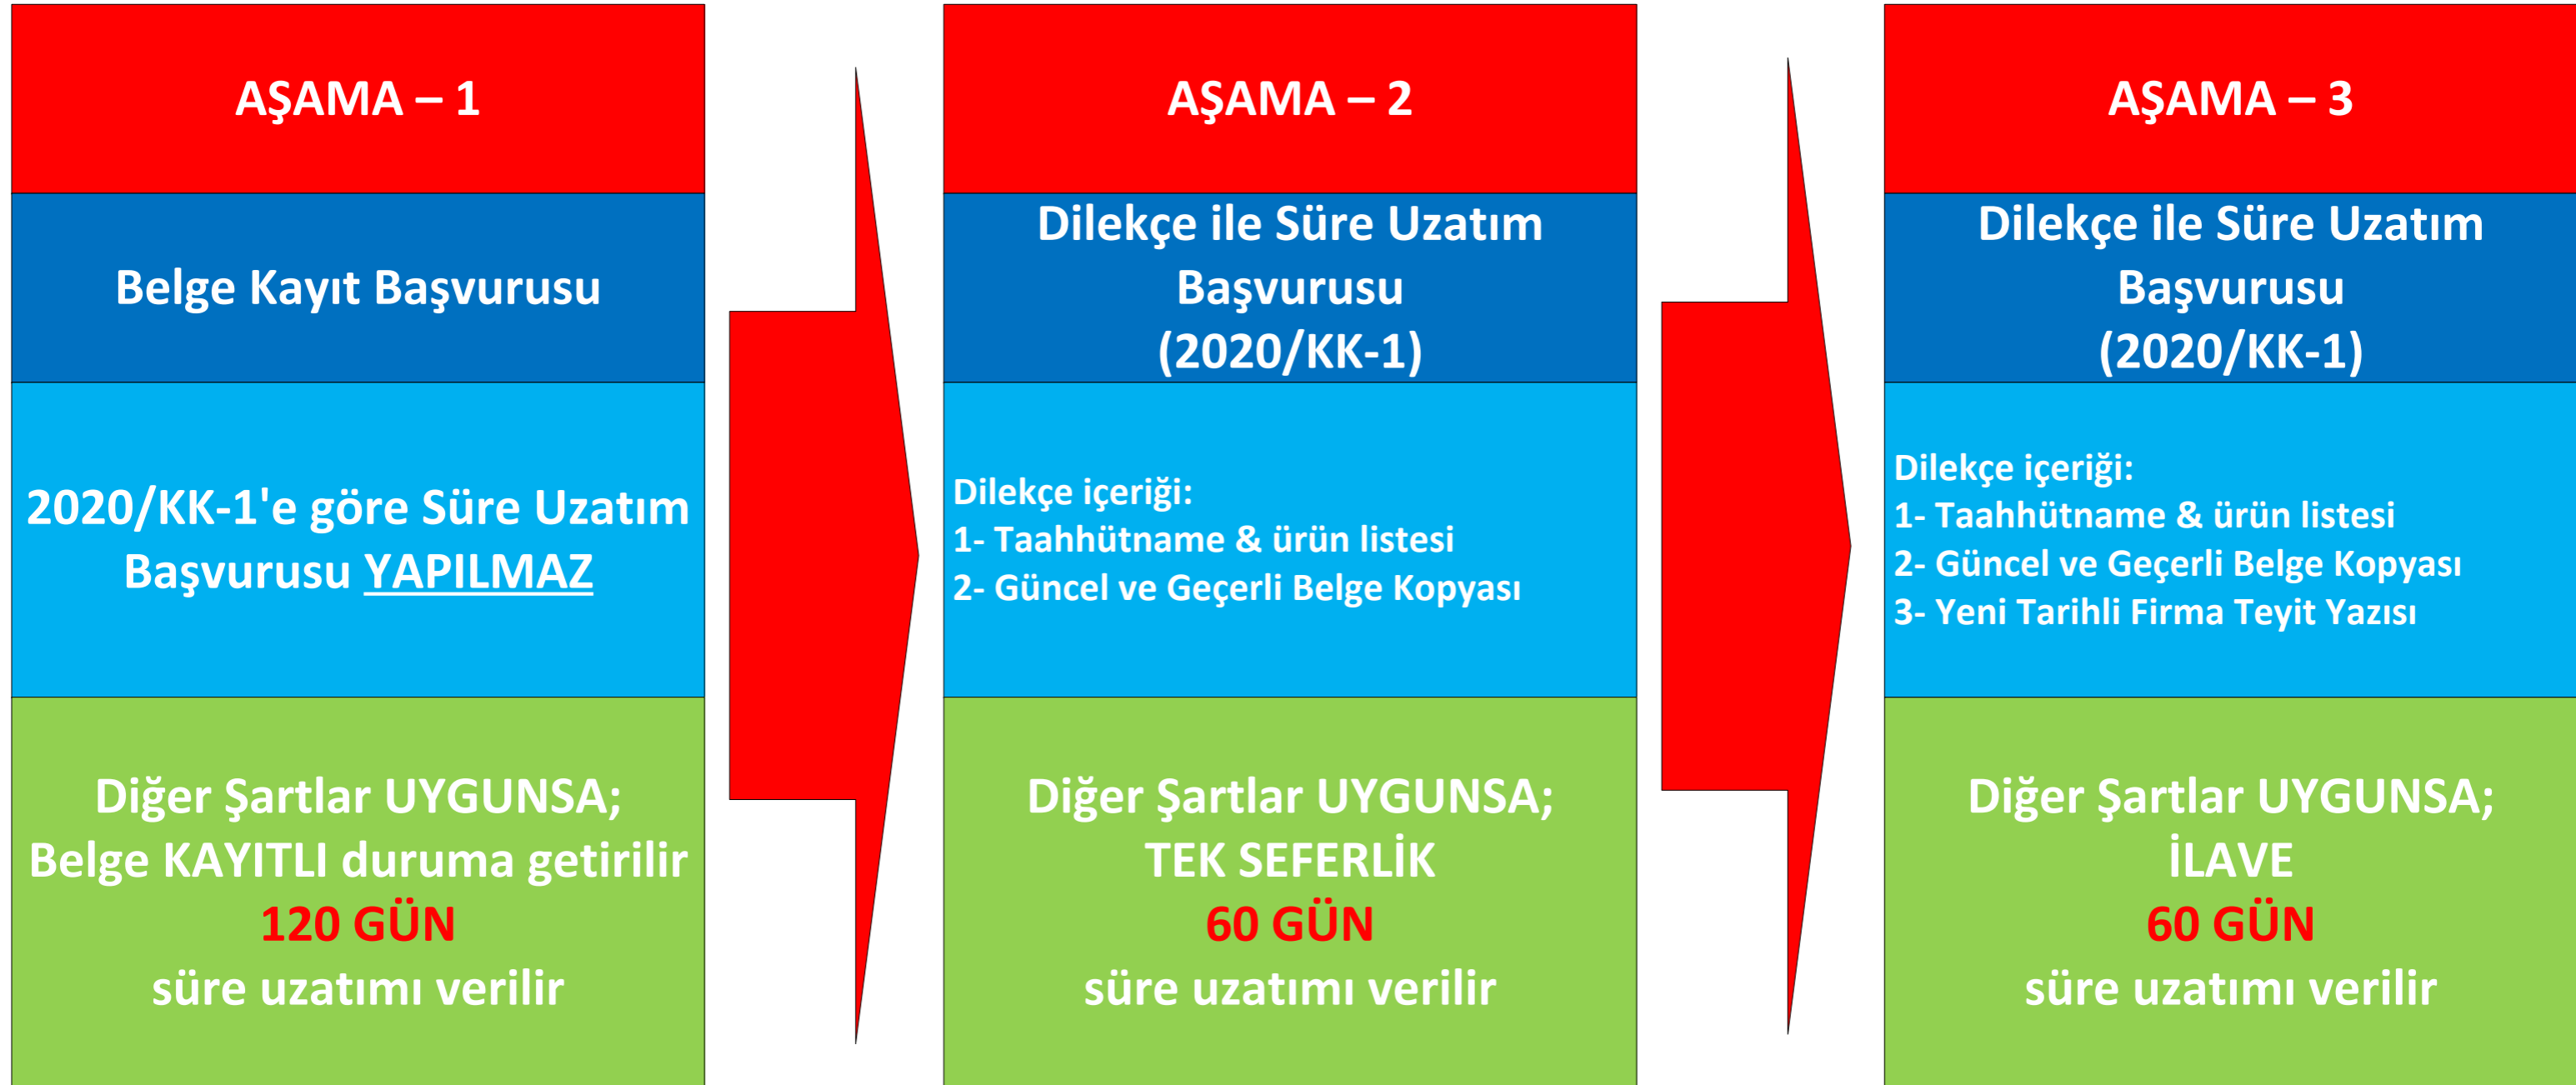 AŞAMA – 1
Belge Kayıt Başvurusu
2020/KK-1'e göre Süre Uzatım
Başvurusu YAPILMAZ
Diğer Şartlar UYGUNSA;
Belge KAYITLI duruma getirilir
120 GÜN
süre uzatımı verilir
AŞAMA – 2
Dilekçe ile Süre Uzatım
Başvurusu
(2020/KK-1)
Dilekçe içeriği:
1- Taahhütname & ürün listesi
2- Güncel ve Geçerli Belge Kopyası
Diğer Şartlar UYGUNSA;
TEK SEFERLİK
60 GÜN
süre uzatımı verilir
AŞAMA – 3
Dilekçe ile Süre Uzatım
Başvurusu
(2020/KK-1)
Dilekçe içeriği:
1- Taahhütname & ürün listesi
2- Güncel ve Geçerli Belge Kopyası
3- Yeni Tarihli Firma Teyit Yazısı
Diğer Şartlar UYGUNSA;
İLAVE
60 GÜN
süre uzatımı verilir